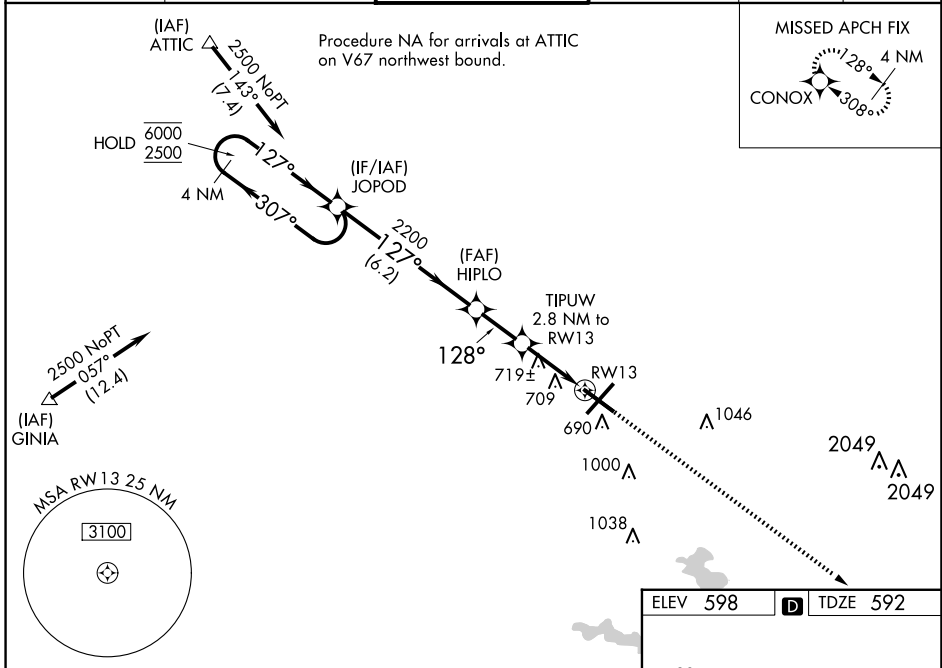 (IAF)
ATTIC
2500 NoPT
143°
(7.4)
Procedure NA for arrivals at ATTIC
on V67 northwest bound.
MISSED APCH FIX
128°
4 NM
CONOX
308°
HOLD
6000
2500
4 NM
127°
307°
(IF/IAF)
JOPOD
2200
127°
(6.2)
(FAF)
HIPLO
128°
TIPUW
2.8 NM to
RW13
719±
709
RW13
690
1046
1000
1038
2049
2049
2500 NoPT
057°
(12.4)
(IAF)
GINIA
MSA RW13 25 NM
3100
ELEV 598 D TDZE 592